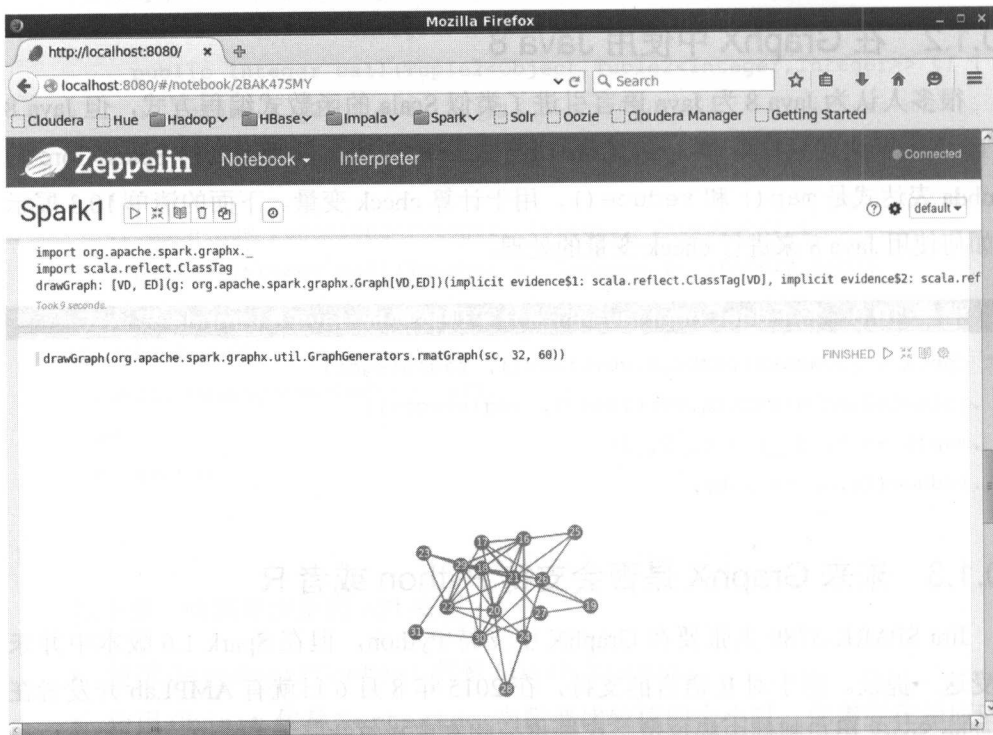 Mozilla Firefox
http://localhost:8080/
localhost:8080/#/notebook/2BAK47SMY
Search
Cloudera Hue Hadoop HBase Impala Spark Solr Oozie Cloudera Manager Getting Started
Zeppelin Notebook Interpreter Connected
Spark1 default
import org.apache.spark.graphx._
import scala.reflect.ClassTag
drawGraph: [VD, ED](g: org.apache.spark.graphx.Graph[VD,ED])(implicit evidence$1: scala.reflect.ClassTag[VD], implicit evidence$2: scala.ref
Took 9 seconds.
drawGraph(org.apache.spark.graphx.util.GraphGenerators.rmatGraph(sc, 32, 60))
FINISHED
25
17 16
23
18
21 26
22 20 27 19
31 30 24
28